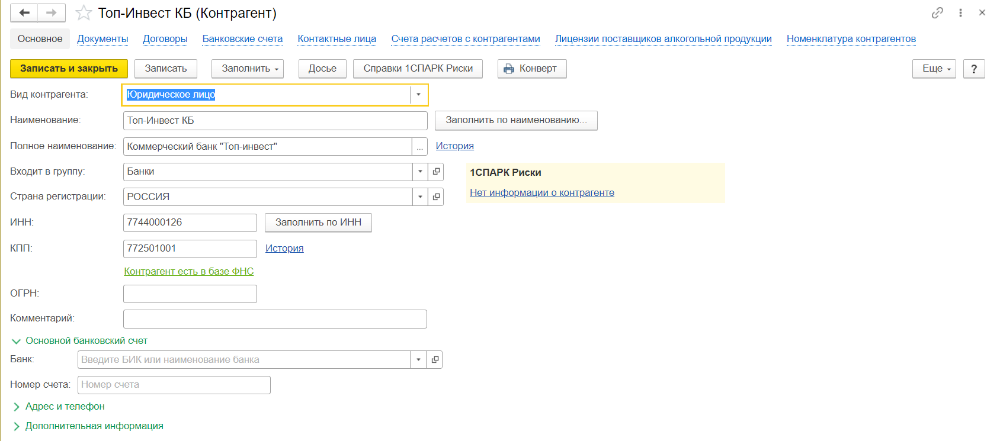 Топ-Инвест КБ (Контрагент)
Основное Документы Договоры Банковские счета Контактные лица Счета расчетов с контрагентами Лицензии поставщиков алкогольной продукции Номенклатура контрагентов
Записать и закрыть Записать Заполнить Досье Справки 1СПАРК Риски Конверт Еще ?
Вид контрагента: Юридическое лицо
Наименование: Топ-Инвест КБ Заполнить по наименованию...
Полное наименование: Коммерческий банк "Топ-инвест" ... История
Входит в группу: Банки
1СПАРК Риски
Страна регистрации: РОССИЯ
Нет информации о контрагенте
ИНН: 7744000126 Заполнить по ИНН
КПП: 772501001 История
Контрагент есть в базе ФНС
ОГРН:
Комментарий:
Основной банковский счет
Банк: Введите БИК или наименование банка
Номер счета: Номер счета
Адрес и телефон
Дополнительная информация